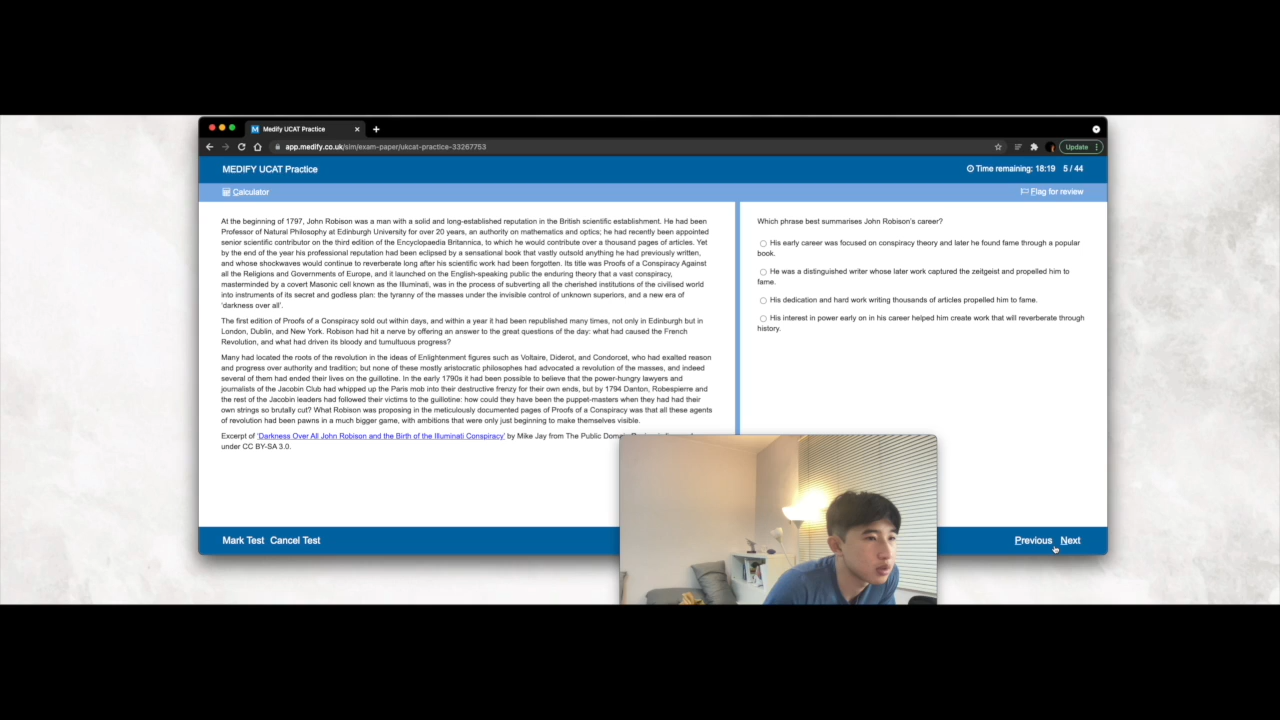 Medify UCAT Practice
app.medify.co.uk/sim/exam-paper/ukcat-practice-33267753
Update
MEDIFY UCAT Practice
Time remaining: 18:19 5 / 44
Calculator
Flag for review
At the beginning of 1797, John Robison was a man with a solid and long-established reputation in the British scientific establishment. He had been
Professor of Natural Philosophy at Edinburgh University for over 20 years, an authority on mathematics and optics; he had recently been appointed
senior scientific contributor on the third edition of the Encyclopaedia Britannica, to which he would contribute over a thousand pages of articles. Yet
by the end of the year his professional reputation had been eclipsed by a sensational book that vastly outsold anything he had previously written,
and whose shockwaves would continue to reverberate long after his scientific work had been forgotten. Its title was Proofs of a Conspiracy Against
all the Religions and Governments of Europe, and it launched on the English-speaking public the enduring theory that a vast conspiracy,
masterminded by a covert Masonic cell known as the Illuminati, was in the process of subverting all the cherished institutions of the civilised world
into instruments of its secret and godless plan: the tyranny of the masses under the invisible control of unknown superiors, and a new era of
'darkness over all'.
The first edition of Proofs of a Conspiracy sold out within days, and within a year it had been republished many times, not only in Edinburgh but in
London, Dublin, and New York. Robison had hit a nerve by offering an answer to the great questions of the day: what had caused the French
Revolution, and what had driven its bloody and tumultuous progress?
Many had located the roots of the revolution in the ideas of Enlightenment figures such as Voltaire, Diderot, and Condorcet, who had exalted reason
and progress over authority and tradition; but none of these mostly aristocratic philosophes had advocated a revolution of the masses, and indeed
several of them had ended their lives on the guillotine. In the early 1790s it had been possible to believe that the power-hungry lawyers and
journalists of the Jacobin Club had whipped up the Paris mob into their destructive frenzy for their own ends, but by 1794 Danton, Robespierre and
the rest of the Jacobin leaders had followed their victims to the guillotine: how could they have been the puppet-masters when they had had their
own strings so brutally cut? What Robison was proposing in the meticulously documented pages of Proofs of a Conspiracy was that all these agents
of revolution had been pawns in a much bigger game, with ambitions that were only just beginning to make themselves visible.
Excerpt of 'Darkness Over All John Robison and the Birth of the Illuminati Conspiracy' by Mike Jay from The Public Domain
under CC BY-SA 3.0.
Which phrase best summarises John Robison's career?
His early career was focused on conspiracy theory and later he found fame through a popular
book.
He was a distinguished writer whose later work captured the zeitgeist and propelled him to
fame.
His dedication and hard work writing thousands of articles propelled him to fame.
His interest in power early on in his career helped him create work that will reverberate through
history.
Mark Test Cancel Test
Previous Next